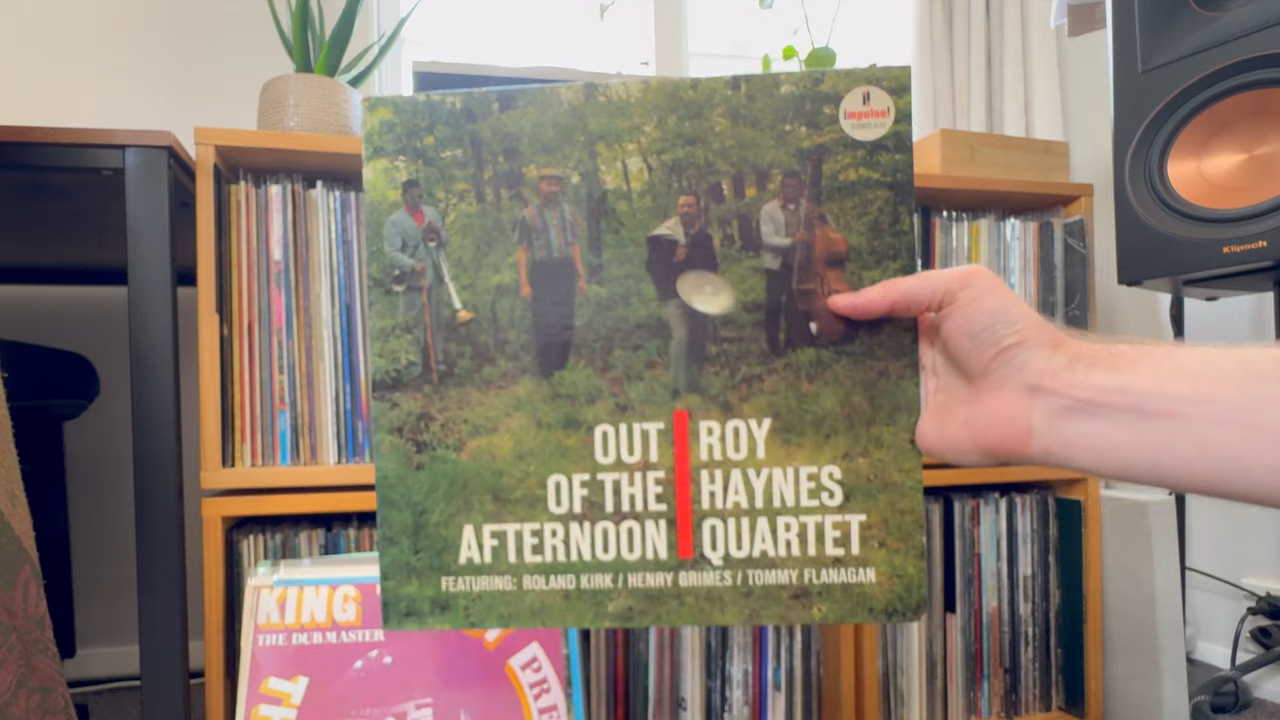 impulse!
OUT
OF THE
AFTERNOON
ROY
HAYNES
QUARTET
FEATURING: ROLAND KIRK / HENRY GRIMES / TOMMY FLANAGAN
Klipsch
KING
THE DUBMASTER